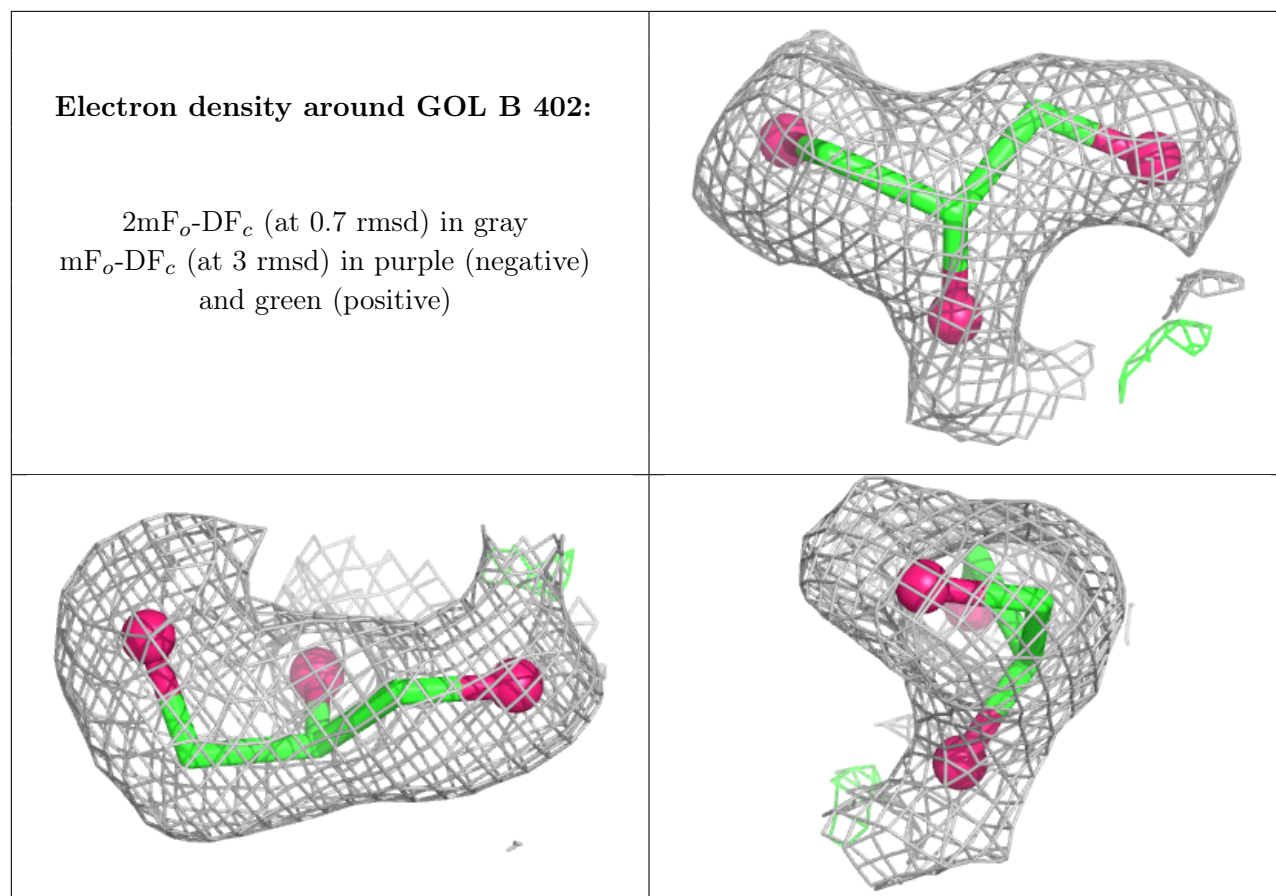 Electron density around GOL B 402:
2mFo-DFc (at 0.7 rmsd) in gray
mFo-DFc (at 3 rmsd) in purple (negative)
and green (positive)